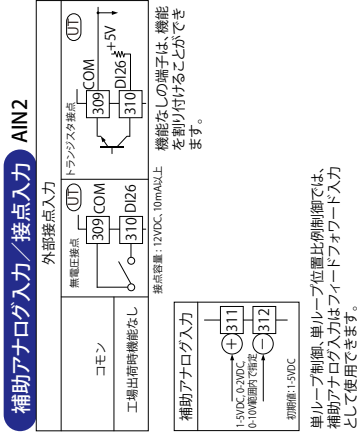 補助アナログ入力／接点入力 AIN2
外部接点入力
コモン
工場出荷時機能なし
無電圧接点
UT
309 COM
310 DI26
トランジスタ接点
UT
COM
309
DI26
310
+5V
接点容量：12VDC、10mA以上
機能なしの端子は、機能
を割り付けることができ
ます。
補助アナログ入力
1-5VDC, 0-2VDC,
0-10V範囲内で指定
初期値:1-5VDC
+ 311
− 312
単ループ制御、単ループ位置比例制御では、
補助アナログ入力はフィードフォワード入力
として使用できます。